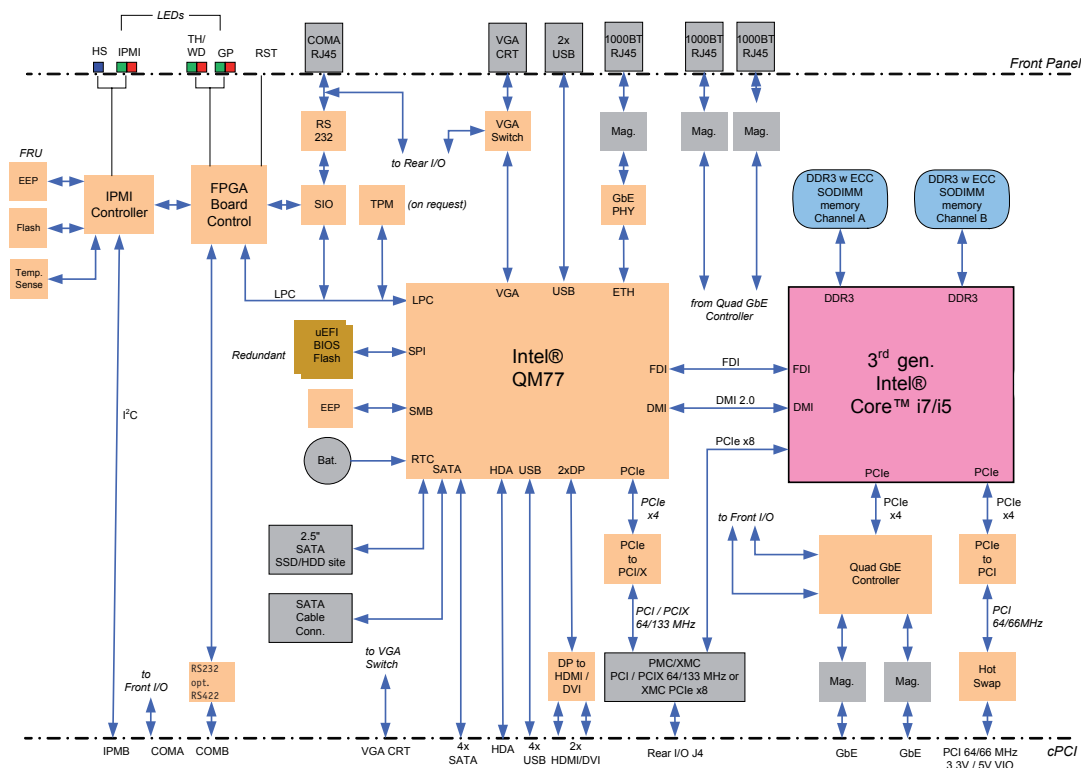 LEDs
HS
IPMI
TH/
WD
GP
RST
COMA
RJ45
VGA
CRT
2x
USB
1000BT
RJ45
1000BT
RJ45
1000BT
RJ45
Front Panel
RS
232
VGA
Switch
Mag.
Mag.
Mag.
to Rear I/O
FRU
EEP
Flash
Temp.
Sense
IPMI
Controller
FPGA
Board
Control
SIO
TPM
(on request)
GbE
PHY
DDR3 w ECC
SODIMM
memory
Channel A
DDR3 w ECC
SODIMM
memory
Channel B
LPC
LPC
VGA
USB
ETH
from Quad GbE
Controller
DDR3
DDR3
Redundant
uEFI
BIOS
Flash
SPI
Intel®
QM77
FDI
FDI
FDI
3rd gen.
Intel®
Core™ i7/i5
EEP
SMB
DMI
DMI 2.0
DMI
I²C
Bat.
RTC
SATA
HDA
USB
2xDP
PCIe
PCIe x8
PCIe
PCIe
PCIe
x4
PCIe
x4
PCIe
x4
2.5"
SATA
SSD/HDD site
PCIe
to
PCI/X
to Front I/O
Quad GbE
Controller
PCIe
to
PCI
SATA
Cable
Conn.
PCI / PCIX
64/133 MHz
PCI
64/66MHz
to VGA
Switch
to
Front I/O
RS232
opt.
RS422
DP to
HDMI /
DVI
PMC/XMC
PCI / PCIX 64/133 MHz or
XMC PCIe x8
Mag.
Mag.
Hot
Swap
IPMB
COMA
COMB
VGA CRT
4x
SATA
HDA
4x
USB
2x
HDMI/DVI
Rear I/O J4
GbE
GbE
PCI 64/66 MHz
3.3V / 5V VIO
cPCI